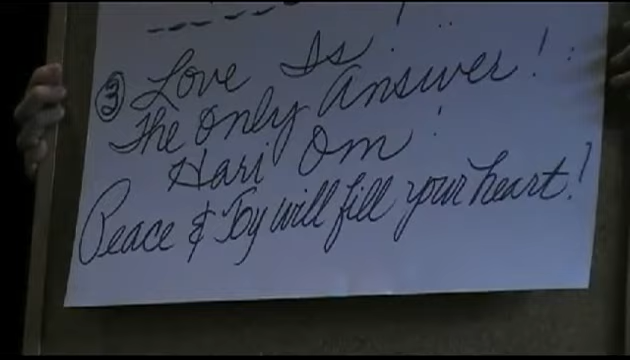 ③ Love Is!
The Only Answer!
Hari Om!
Peace & Joy will fill your heart!